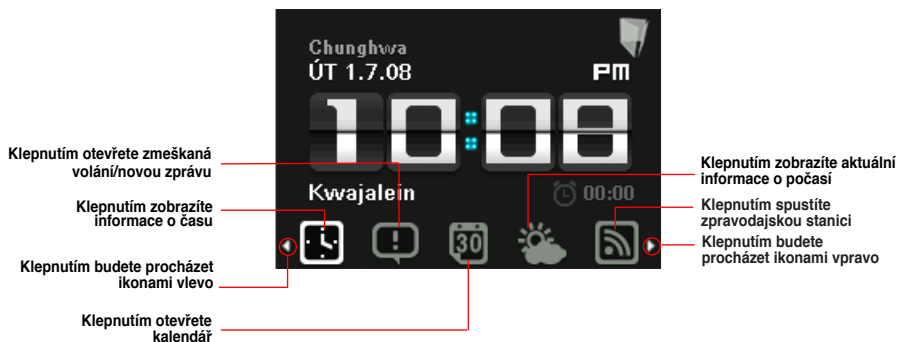 Chunghwa
ÚT 1.7.08
PM
10:08
Kwajalein
00:00
30
Klepnutím otevřete zmeškaná
volání/novou zprávu
Klepnutím zobrazíte
informace o času
Klepnutím budete procházet
ikonami vlevo
Klepnutím otevřete
kalendář
Klepnutím zobrazíte aktuální
informace o počasí
Klepnutím spustíte
zpravodajskou stanici
Klepnutím budete
procházet ikonami vpravo